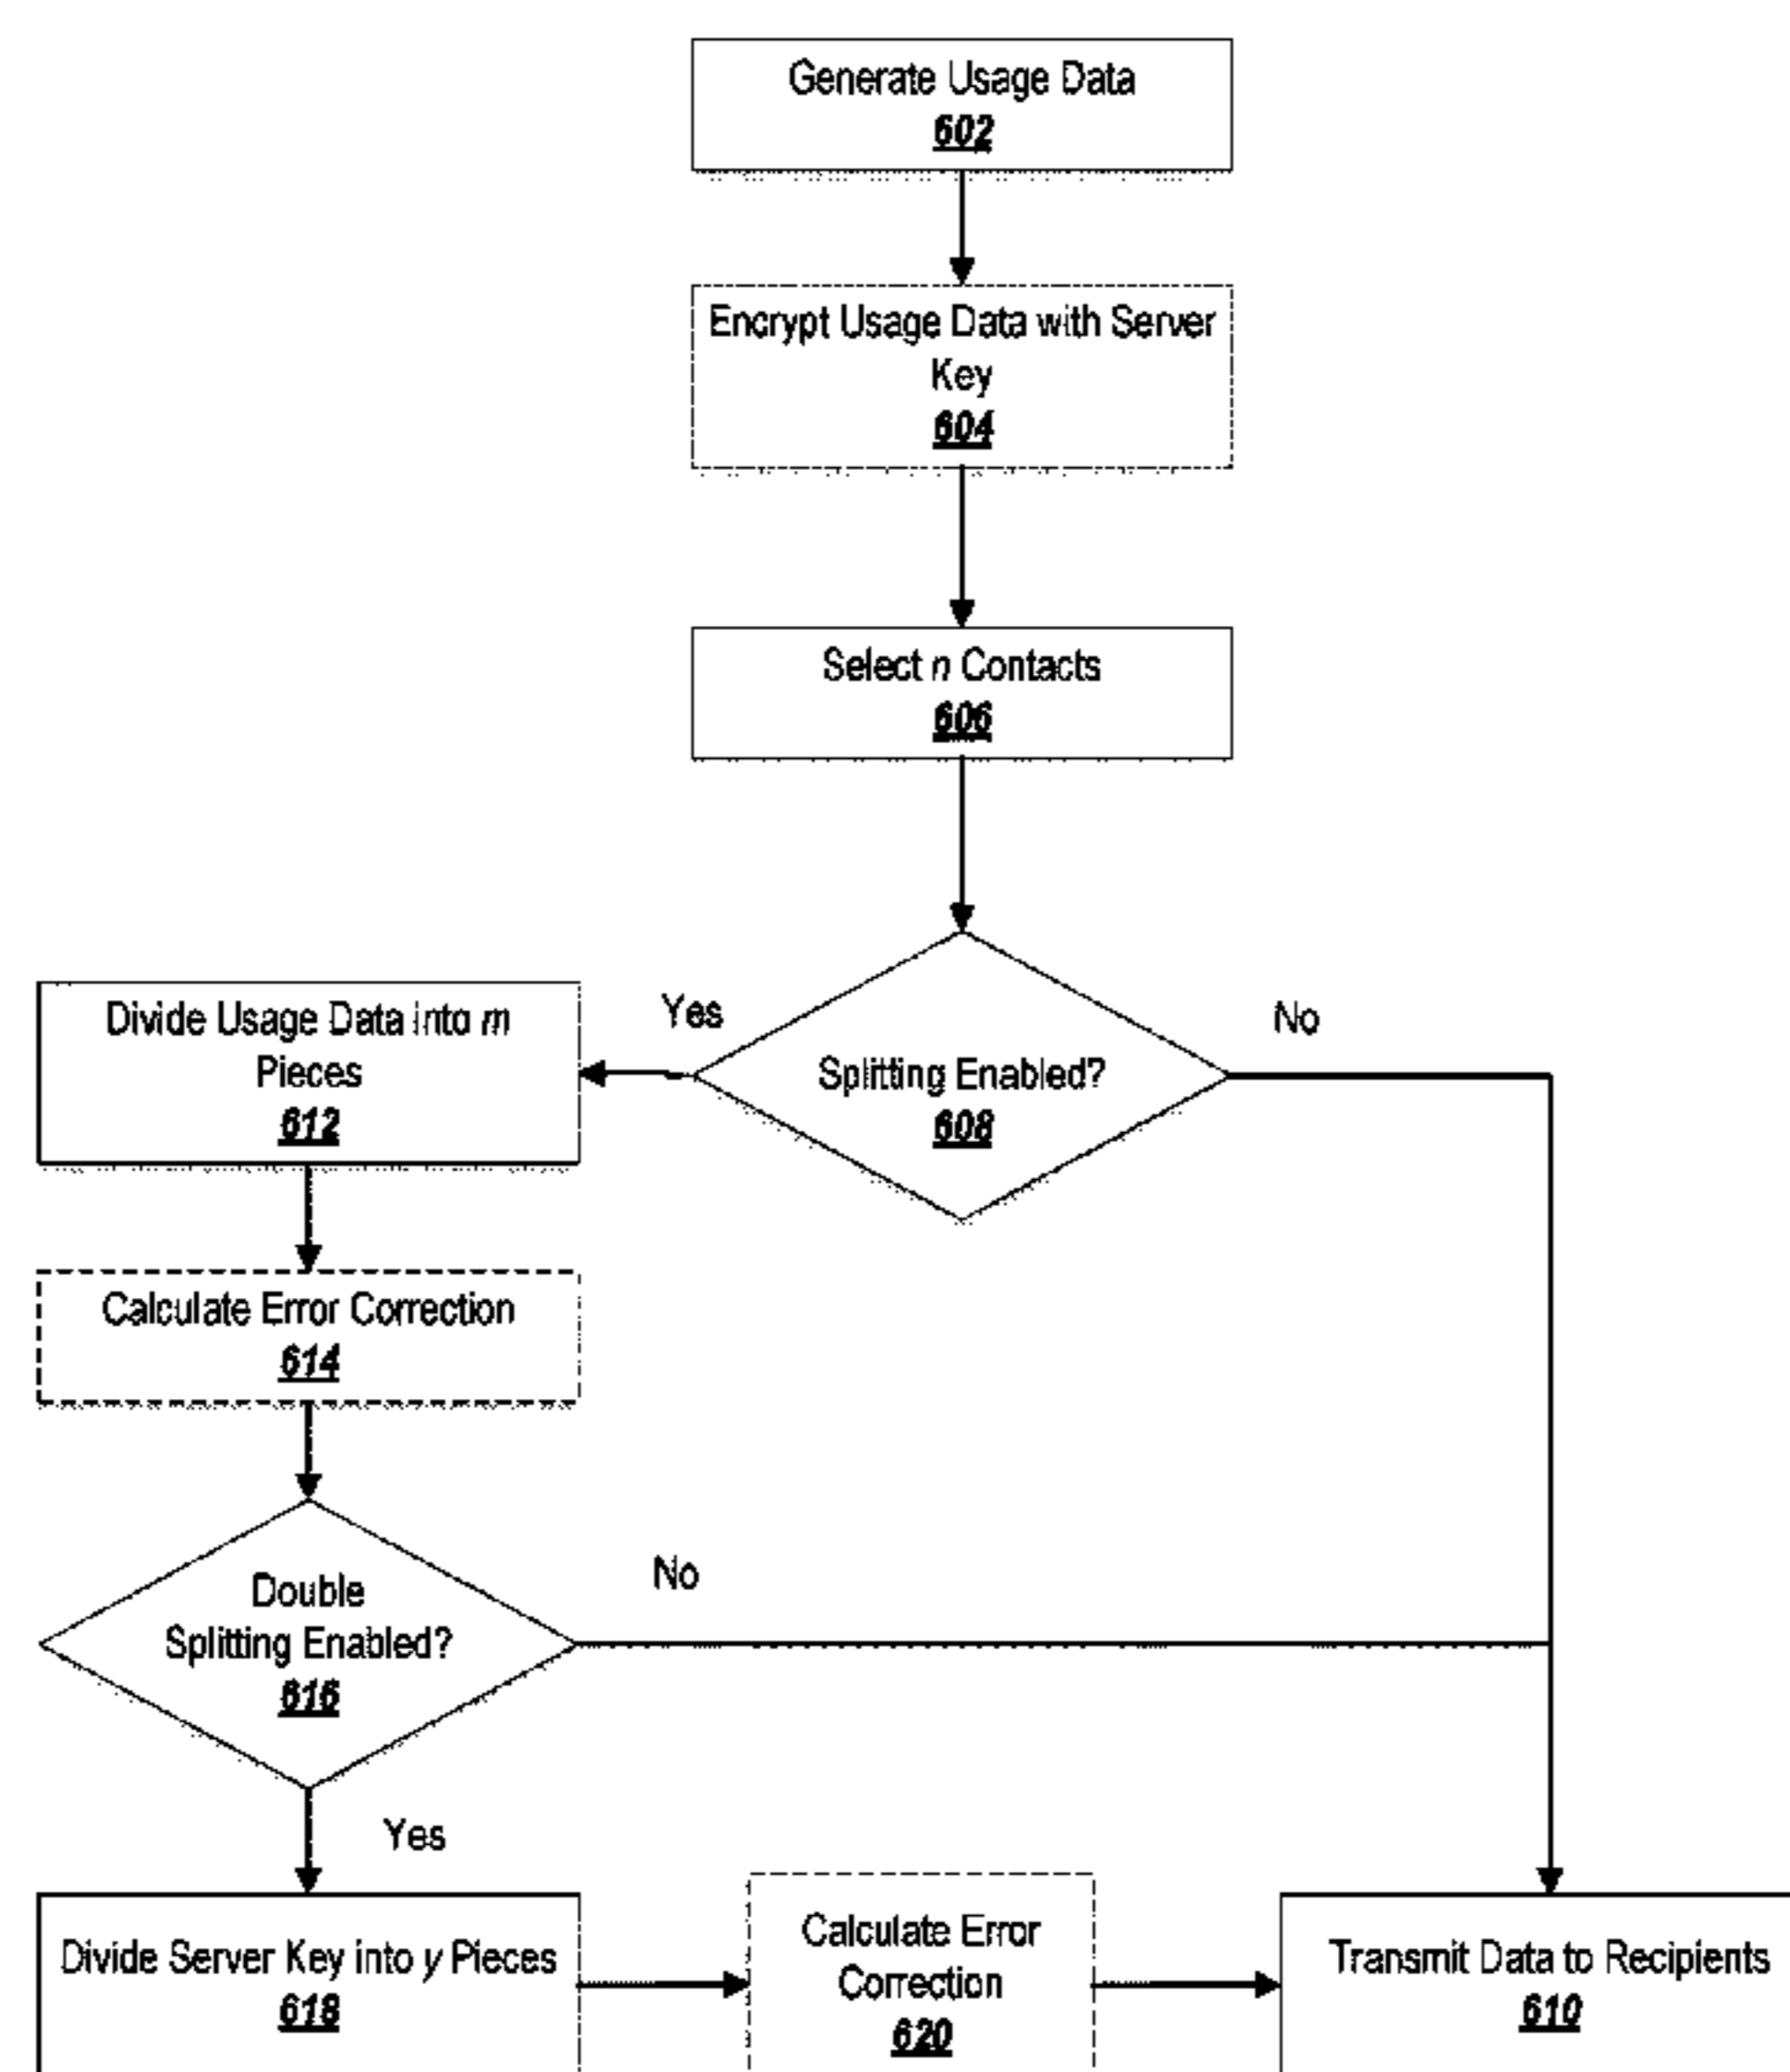 Generate Usage Data
602
Encrypt Usage Data with Server
Key
604
Select n Contacts
606
Splitting Enabled?
608
Yes
No
Divide Usage Data into m
Pieces
612
Calculate Error Correction
614
Double
Splitting Enabled?
616
No
Yes
Divide Server Key into y Pieces
618
Calculate Error
Correction
620
Transmit Data to Recipients
610